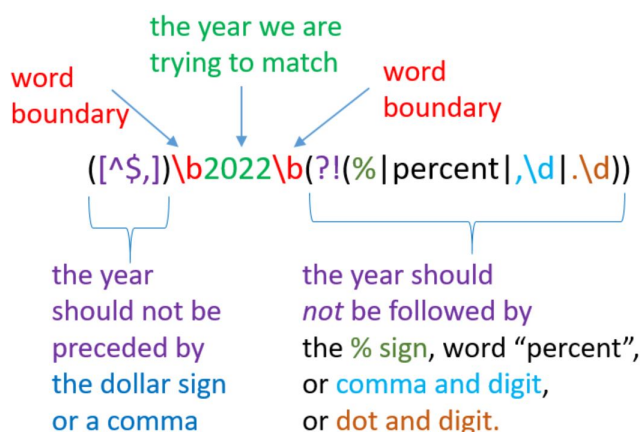 the year we are
trying to match
word
boundary
word
boundary
([^$,])\b2022\b(?!(%|percent|,\d|.\d))
the year
should not be
preceded by
the dollar sign
or a comma
the year should
not be followed by
the % sign, word “percent”,
or comma and digit,
or dot and digit.